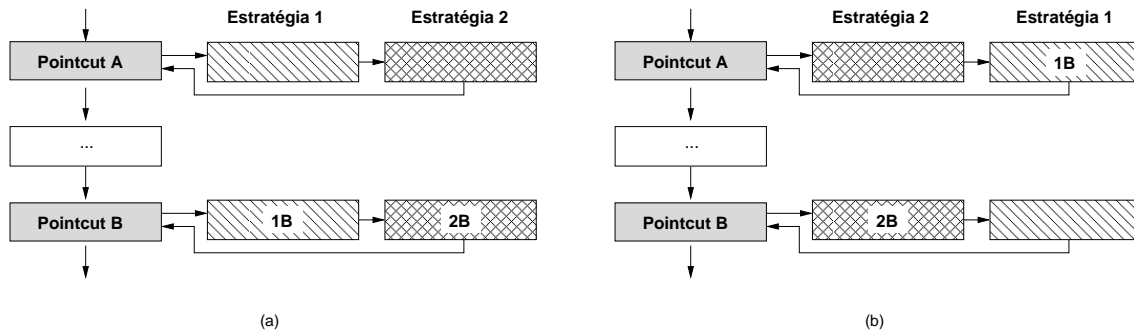 Estratégia 1
Estratégia 2
Pointcut A
...
Pointcut B
1B
2B
(a)
Estratégia 2
Estratégia 1
Pointcut A
1B
...
Pointcut B
2B
(b)